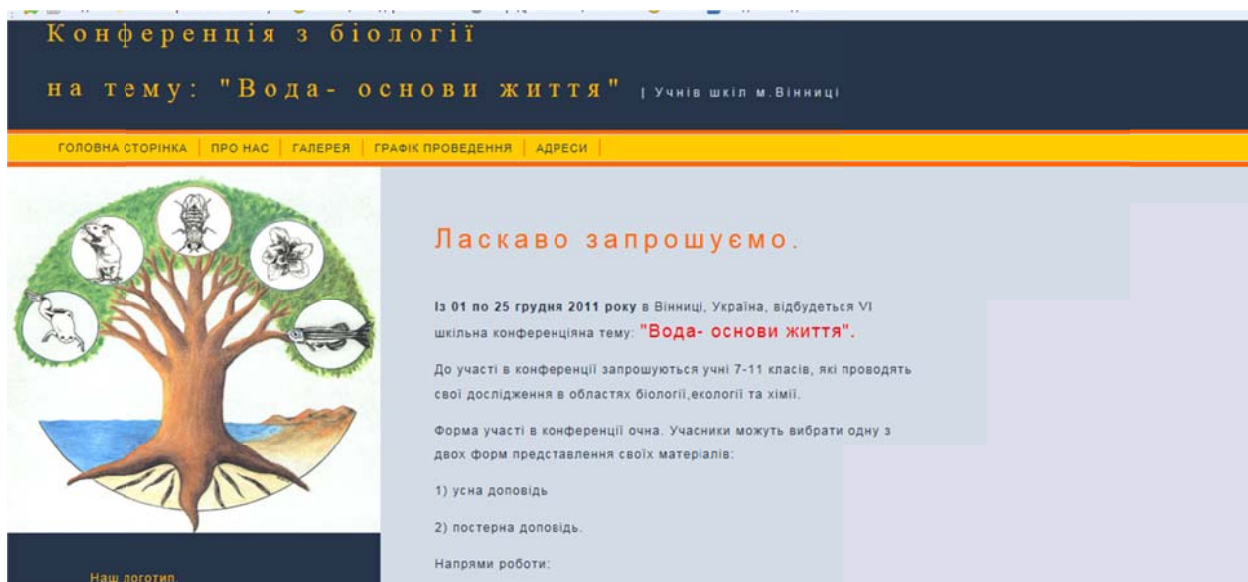 Конференція з біології
на тему: "Вода- основи життя" | Учнів шкіл м.Вінниці
ГОЛОВНА СТОРІНКА | ПРО НАС | ГАЛЕРЕЯ | ГРАФІК ПРОВЕДЕННЯ | АДРЕСИ |
Ласкаво запрошуємо.
Із 01 по 25 грудня 2011 року в Вінниці, Україна, відбудеться VI
шкільна конференціяна тему: "Вода- основи життя".
До участі в конференції запрошуються учні 7-11 класів, які проводять
свої дослідження в областях біології,екології та хімії.
Форма участі в конференції очна. Учасники можуть вибрати одну з
двох форм представлення своїх матеріалів:
1) усна доповідь
2) постерна доповідь.
Напрями роботи:
Наш логотип.